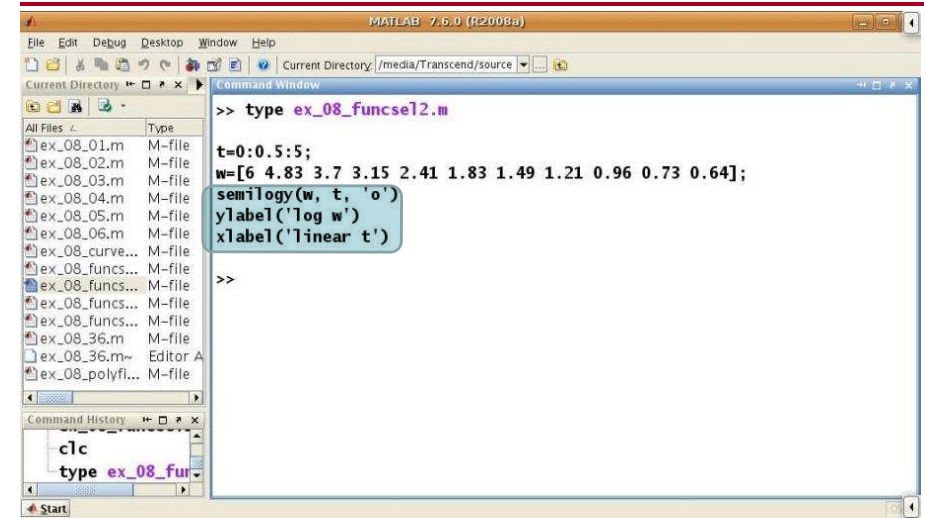 MATLAB 7.6.0 (R2008a)
File Edit Debug Desktop Window Help
Current Directory: /media/Transcend/source
Current Directory
All Files Type
ex_08_01.m M-file
ex_08_02.m M-file
ex_08_03.m M-file
ex_08_04.m M-file
ex_08_05.m M-file
ex_08_06.m M-file
ex_08_curve... M-file
ex_08_funcs... M-file
ex_08_funcs... M-file
ex_08_funcs... M-file
ex_08_funcs... M-file
ex_08_36.m M-file
ex_08_36.m~ Editor A
ex_08_polyfi... M-file
Command History
clc
type ex_08_fun
Start
Command Window
>> type ex_08_funcsel2.m
t=0:0.5:5;
w=[6 4.83 3.7 3.15 2.41 1.83 1.49 1.21 0.96 0.73 0.64];
semilogy(w, t, 'o')
ylabel('log w')
xlabel('linear t')
>>